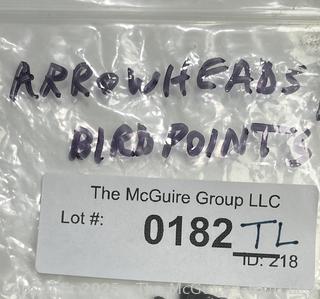 ARROWHEADS
BIRD POINTS
The McGuire Group LLC
Lot #: 0182 TL
ID: 218